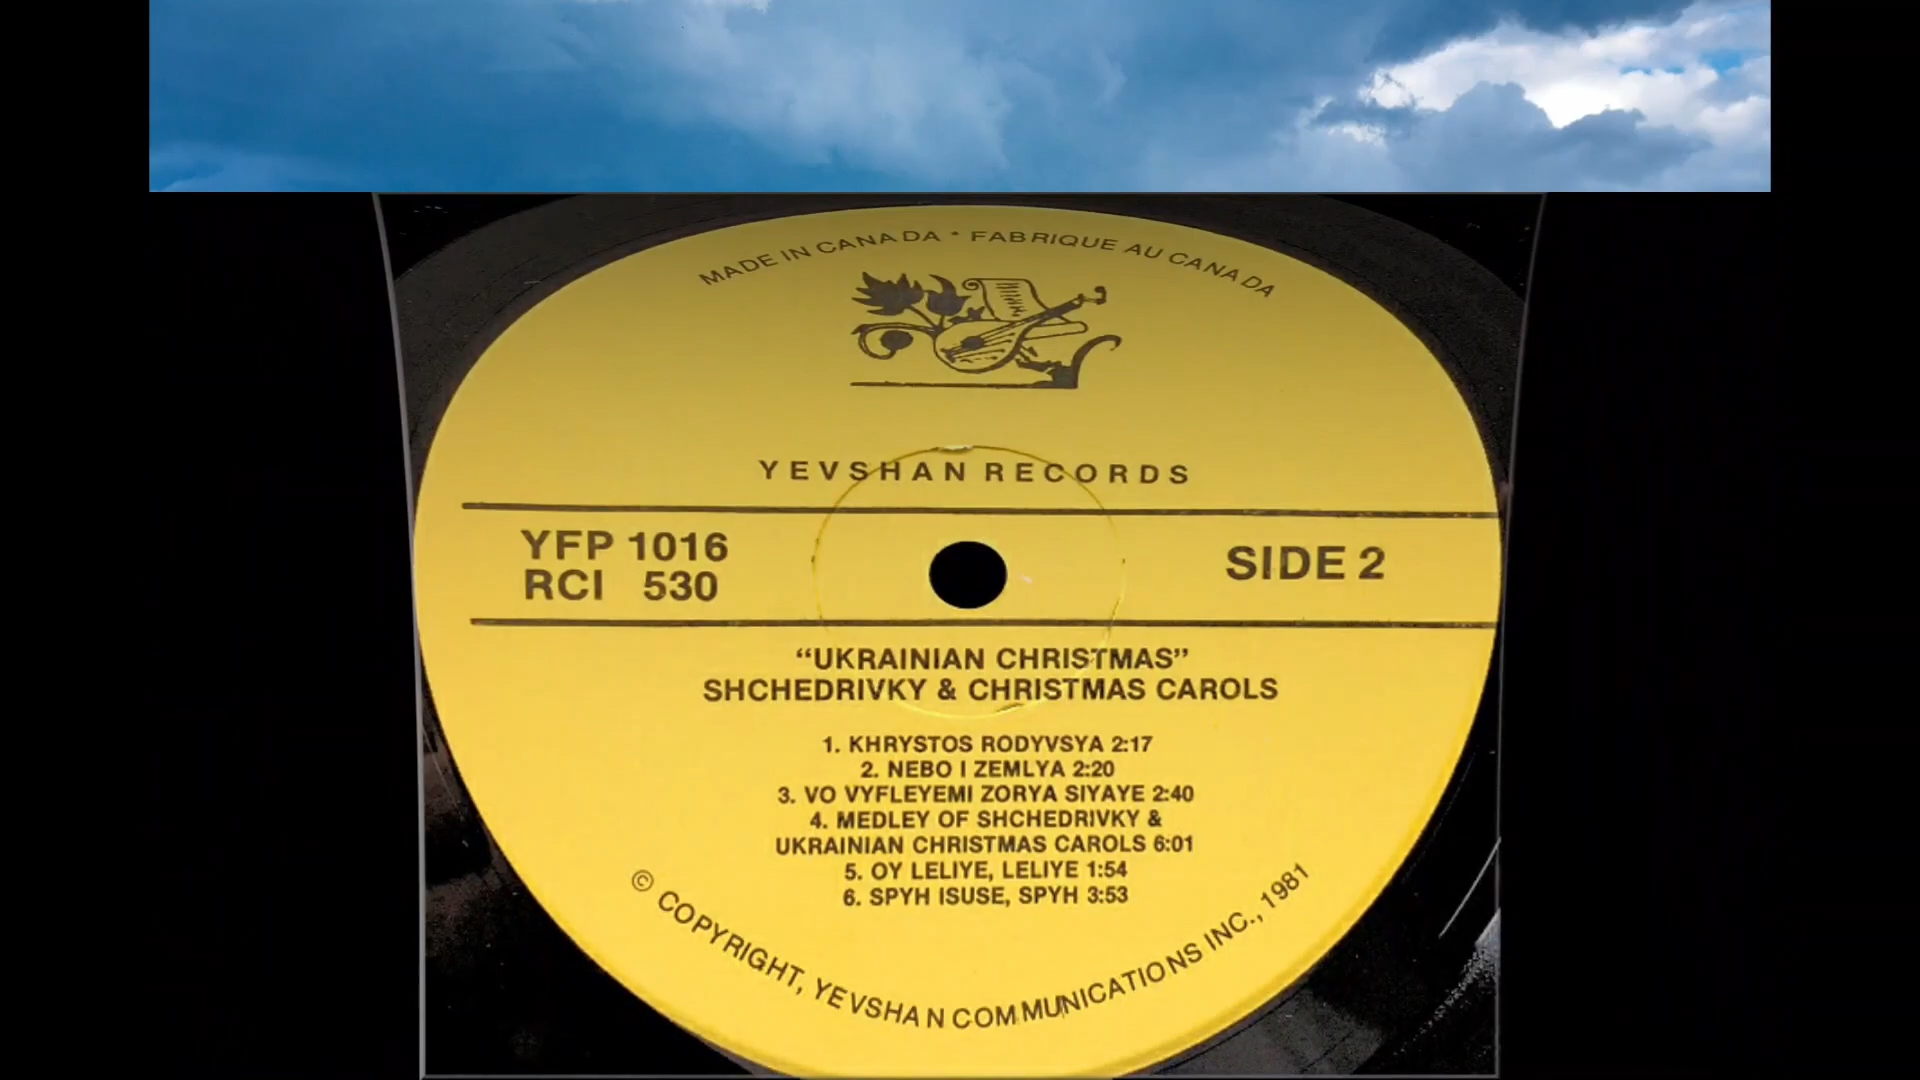 MADE IN CANADA * FABRIQUE AU CANADA
YEVSHAN RECORDS
YFP 1016
RCI 530
SIDE 2
“UKRAINIAN CHRISTMAS”
SHCHEDRIVKY & CHRISTMAS CAROLS
1. KHRYSTOS RODYVSYA 2:17
2. NEBO I ZEMLYA 2:20
3. VO VYFLEYEMI ZORYA SIYAYE 2:40
4. MEDLEY OF SHCHEDRIVKY &
UKRAINIAN CHRISTMAS CAROLS 6:01
5. OY LELIYE, LELIYE 1:54
6. SPYH ISUSE, SPYH 3:53
© COPYRIGHT, YEVSHAN COMMUNICATIONS INC., 1981